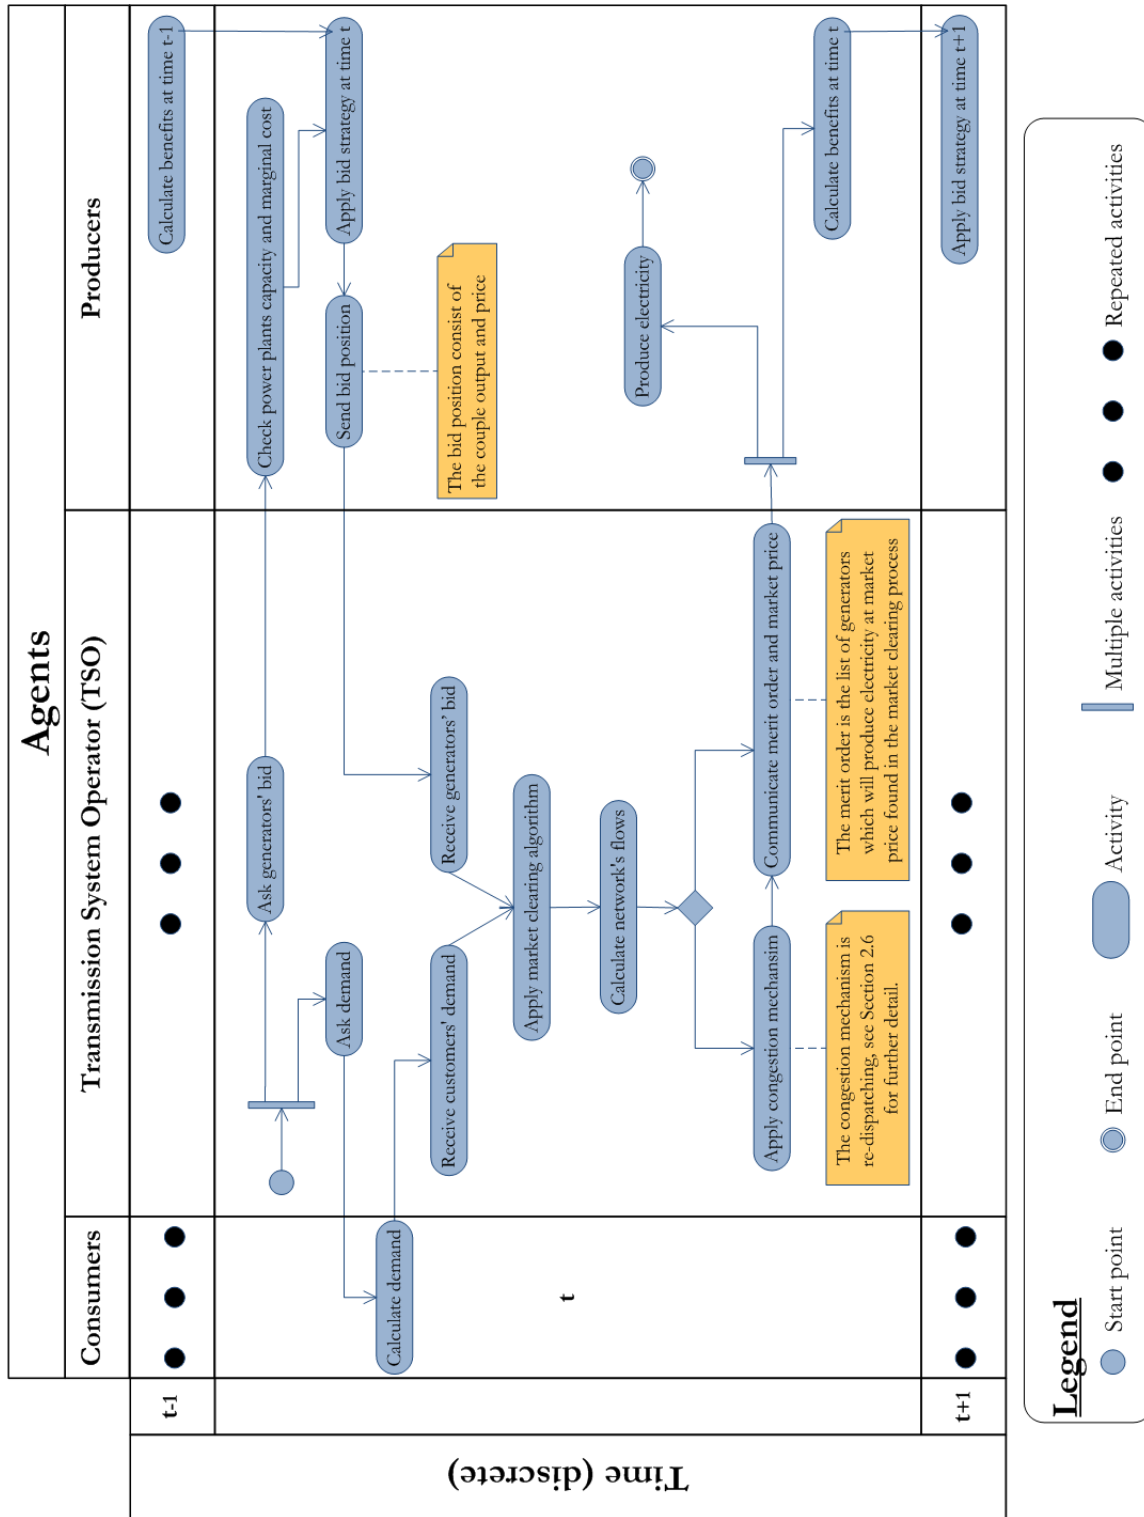 Agents
Consumers
Transmission System Operator (TSO)
Producers
Time (discrete)
t-1
Calculate benefits at time t-1
t
Ask generators' bid
Check power plants capacity and marginal cost
Ask demand
Apply bid strategy at time t
Send bid position
Calculate demand
Receive customers' demand
Receive generators' bid
The bid position consist of
the couple output and price
Apply market clearing algorithm
Calculate network's flows
Produce electricity
Apply congestion mechansim
Communicate merit order and market price
Calculate benefits at time t
The congestion mechanism is
re-dispatching, see Section 2.6
for further detail.
The merit order is the list of generators
which will produce electricity at market
price found in the market clearing process
t+1
Apply bid strategy at time t+1
Legend
Start point
End point
Activity
Multiple activities
Repeated activities